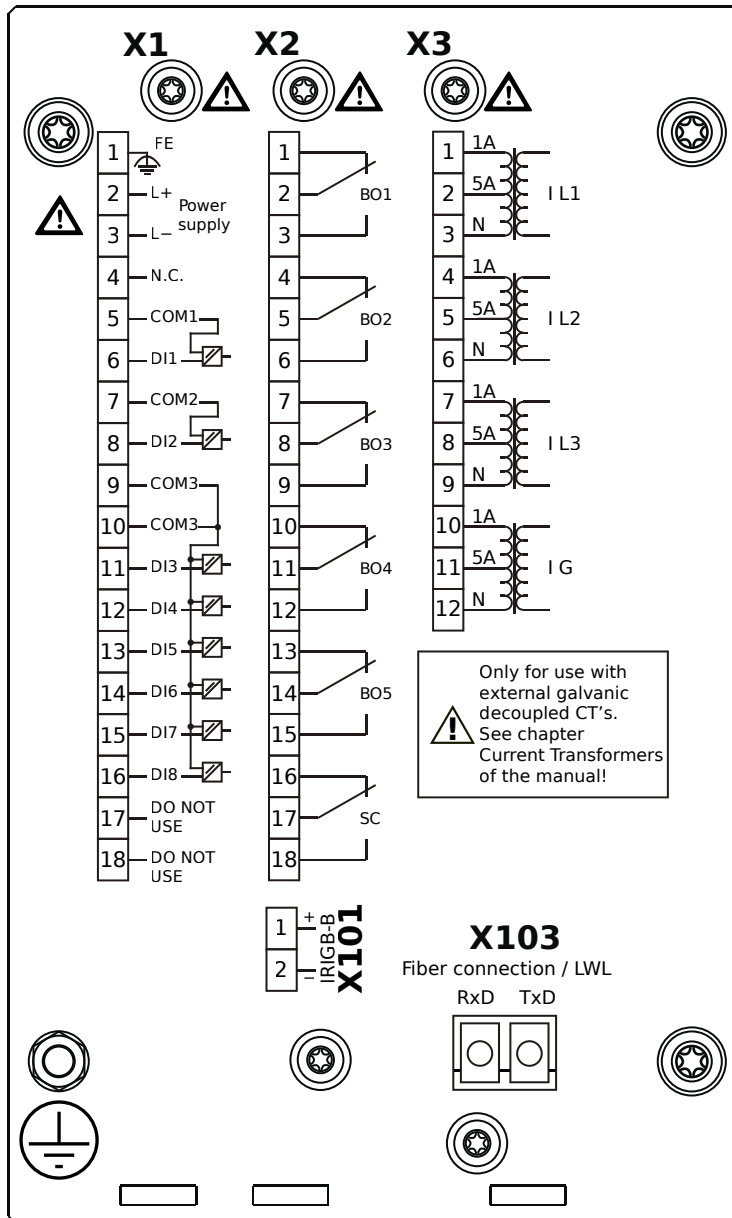 X1 X2 X3
1 FE
2 L+ Power
supply
3 L−
4 N.C.
5 COM1
6 DI1
7 COM2
8 DI2
9 COM3
10 COM3
11 DI3
12 DI4
13 DI5
14 DI6
15 DI7
16 DI8
17 DO NOT
USE
18 DO NOT
USE
1
2 BO1
3
4
5 BO2
6
7
8 BO3
9
10
11 BO4
12
13
14 BO5
15
16
17 SC
18
1 1A
2 5A I L1
3 N
4 1A
5 5A I L2
6 N
7 1A
8 5A I L3
9 N
10 1A
11 5A I G
12 N
Only for use with
external galvanic
decoupled CT's.
See chapter
Current Transformers
of the manual!
1 +
2 −
IRIGB-B
X101
X103
Fiber connection / LWL
RxD TxD